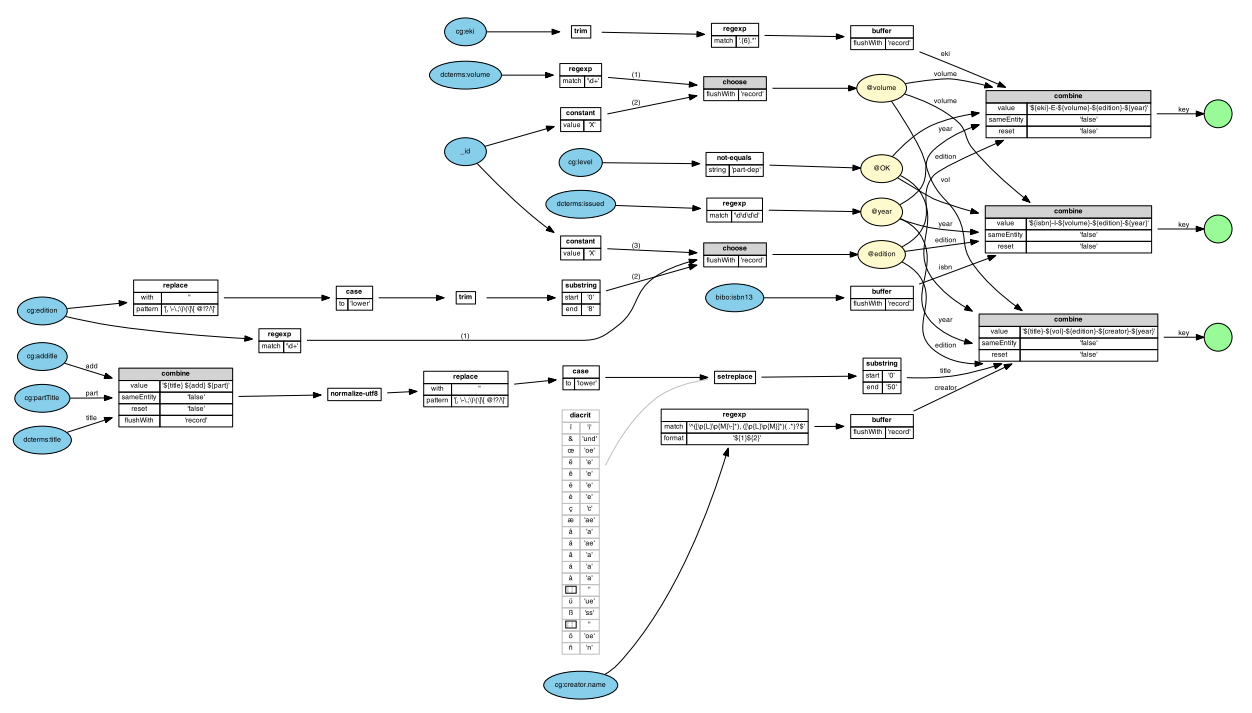 cg:eki
trim
regexp
match '.{6}.*'
buffer
flushWith 'record'
eki
dcterms:volume
regexp
match '\d+'
(1)
(2)
constant
value 'X'
choose
flushWith 'record'
@volume
volume
volume
vol
combine
value '${eki}-E-${volume}-${edition}-${year}'
sameEntity 'false'
reset 'false'
key
_id
cg:level
not-equals
string 'part-dep'
@OK
dcterms:issued
regexp
match '\d\d\d\d'
@year
year
year
year
combine
value '${isbn}-I-${volume}-${edition}-${year}'
sameEntity 'false'
reset 'false'
key
constant
value 'X'
(3)
(2)
(1)
choose
flushWith 'record'
@edition
edition
edition
edition
bibo:isbn13
buffer
flushWith 'record'
isbn
cg:edition
replace
with ''
case
to 'lower'
trim
substring
start '0'
end '8'
regexp
match '\d+'
combine
value '${title}-${vol}-${edition}-${creator}-${year}'
sameEntity 'false'
reset 'false'
key
cg:addtitle
add
cg:partTitle
part
dcterms:title
title
combine
value '${title} ${add} ${part}'
sameEntity 'false'
reset 'false'
flushWith 'record'
normalize-utf8
replace
with ''
case
to 'lower'
setreplace
substring
start '0'
end '50'
title
creator
diacrit
& 'und'
œ 'oe'
ç 'c'
æ 'ae'
ß 'ss'
ñ 'n'
regexp
format '${1}${2}'
buffer
flushWith 'record'
cg:creator.name